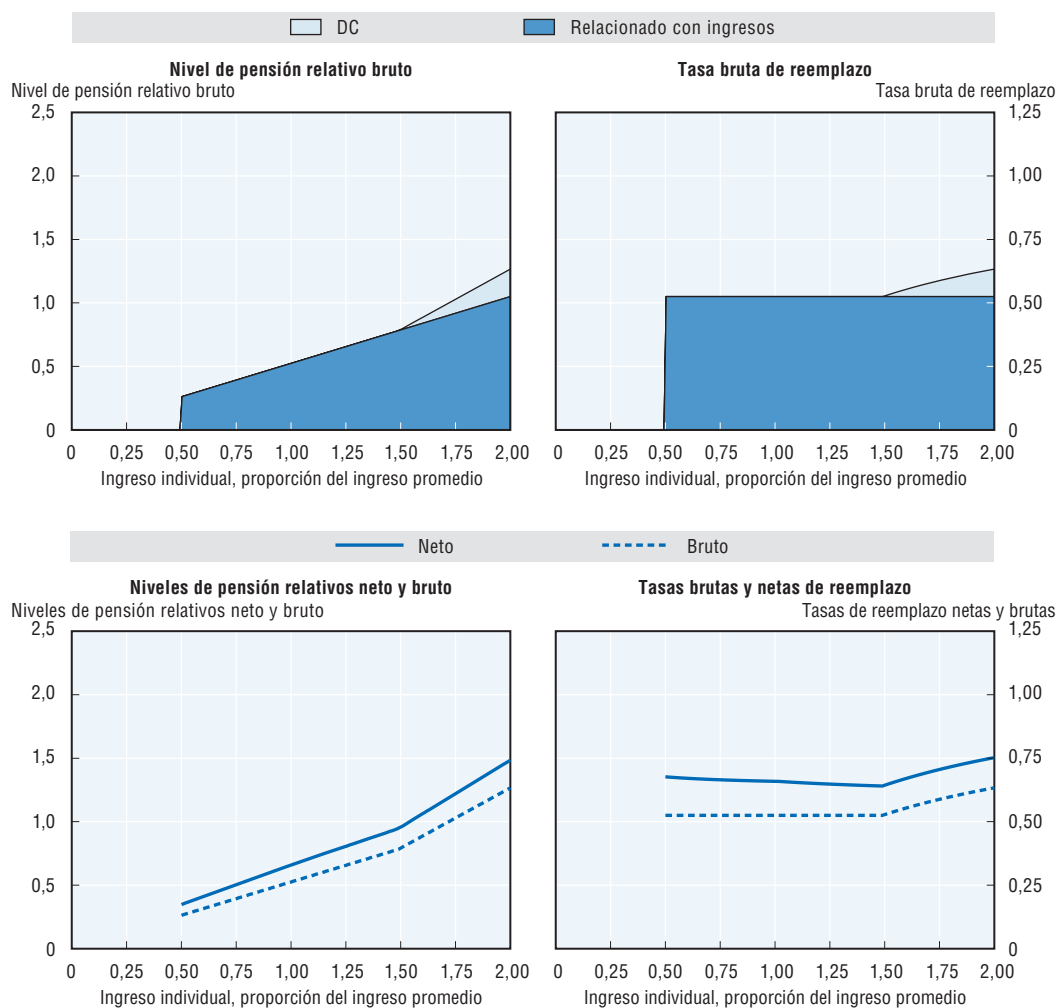 DC Relacionado con ingresos
Nivel de pensión relativo bruto
Nivel de pensión relativo bruto
2,5
2,0
1,5
1,0
0,5
0
0 0,25 0,50 0,75 1,00 1,25 1,50 1,75 2,00
Ingreso individual, proporción del ingreso promedio
Tasa bruta de reemplazo
Tasa bruta de reemplazo
1,25
1,00
0,75
0,50
0,25
0
0 0,25 0,50 0,75 1,00 1,25 1,50 1,75 2,00
Ingreso individual, proporción del ingreso promedio
Neto Bruto
Niveles de pensión relativos neto y bruto
Niveles de pensión relativos neto y bruto
2,5
2,0
1,5
1,0
0,5
0
0 0,25 0,50 0,75 1,00 1,25 1,50 1,75 2,00
Ingreso individual, proporción del ingreso promedio
Tasas brutas y netas de reemplazo
Tasas de reemplazo netas y brutas
1,25
1,00
0,75
0,50
0,25
0
0 0,25 0,50 0,75 1,00 1,25 1,50 1,75 2,00
Ingreso individual, proporción del ingreso promedio